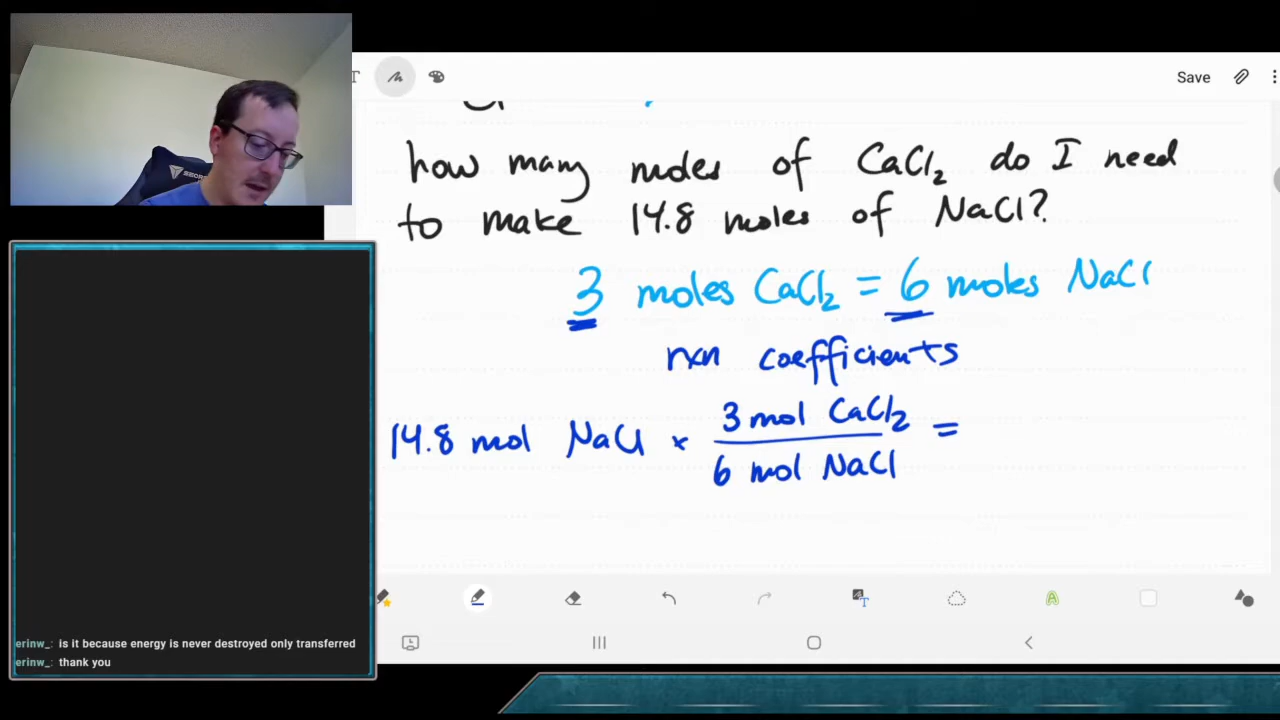 Save
how many moles of CaCl₂ do I need
to make 14.8 moles of NaCl?
3 moles CaCl₂ = 6 moles NaCl
rxn coefficients
14.8 mol NaCl × 3 mol CaCl₂ / 6 mol NaCl =
erinw_: is it because energy is never destroyed only transferred
erinw_: thank you